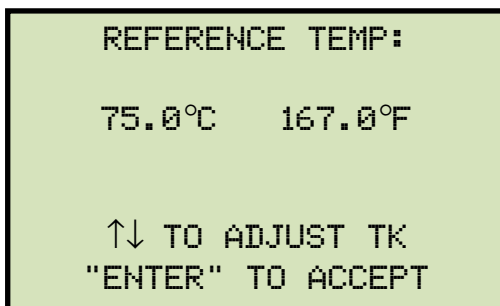 REFERENCE TEMP:
75.0°C 167.0°F
↑↓ TO ADJUST TK
"ENTER" TO ACCEPT